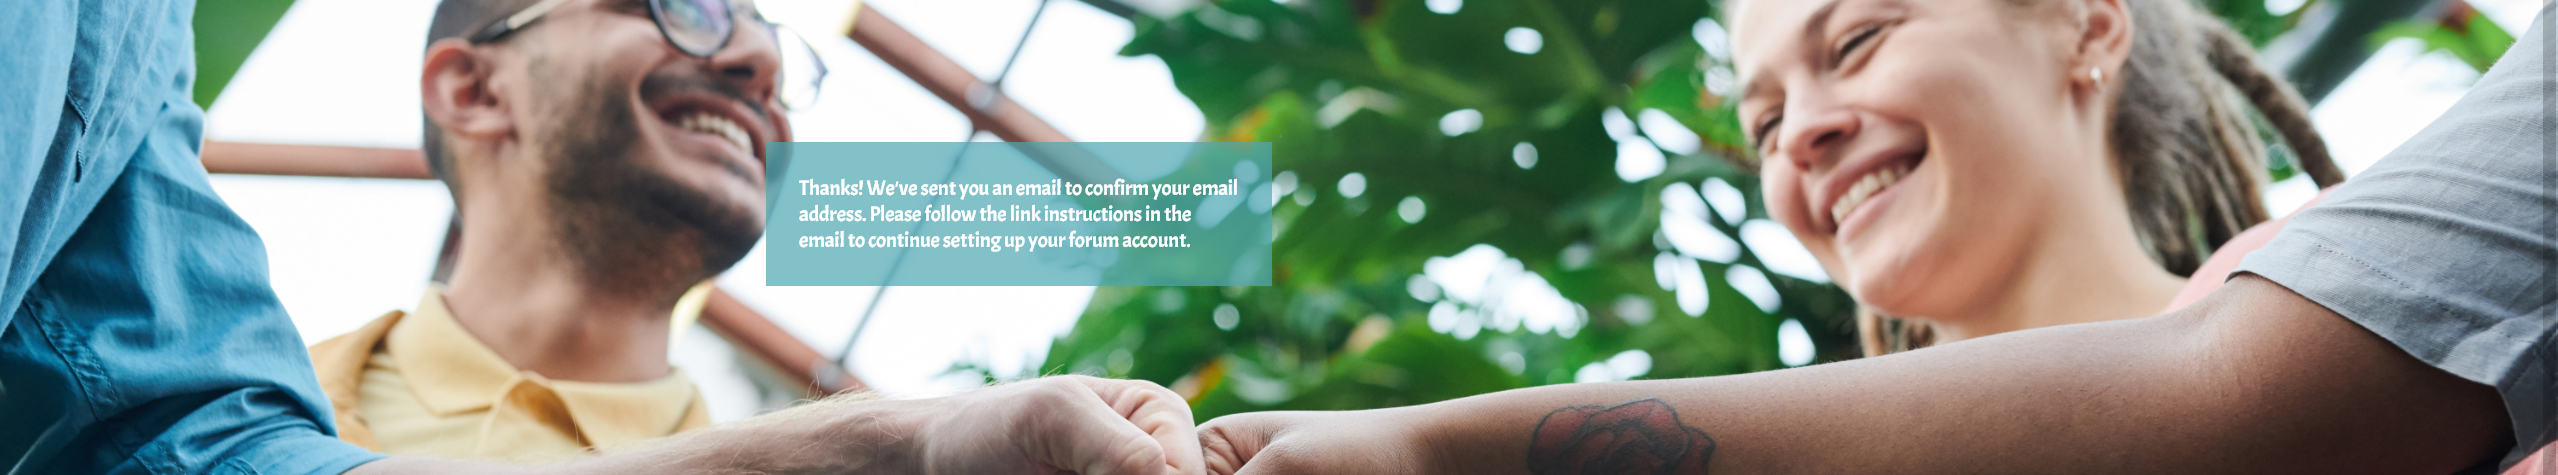 Thanks! We've sent you an email to confirm your email
address. Please follow the link instructions in the
email to continue setting up your forum account.